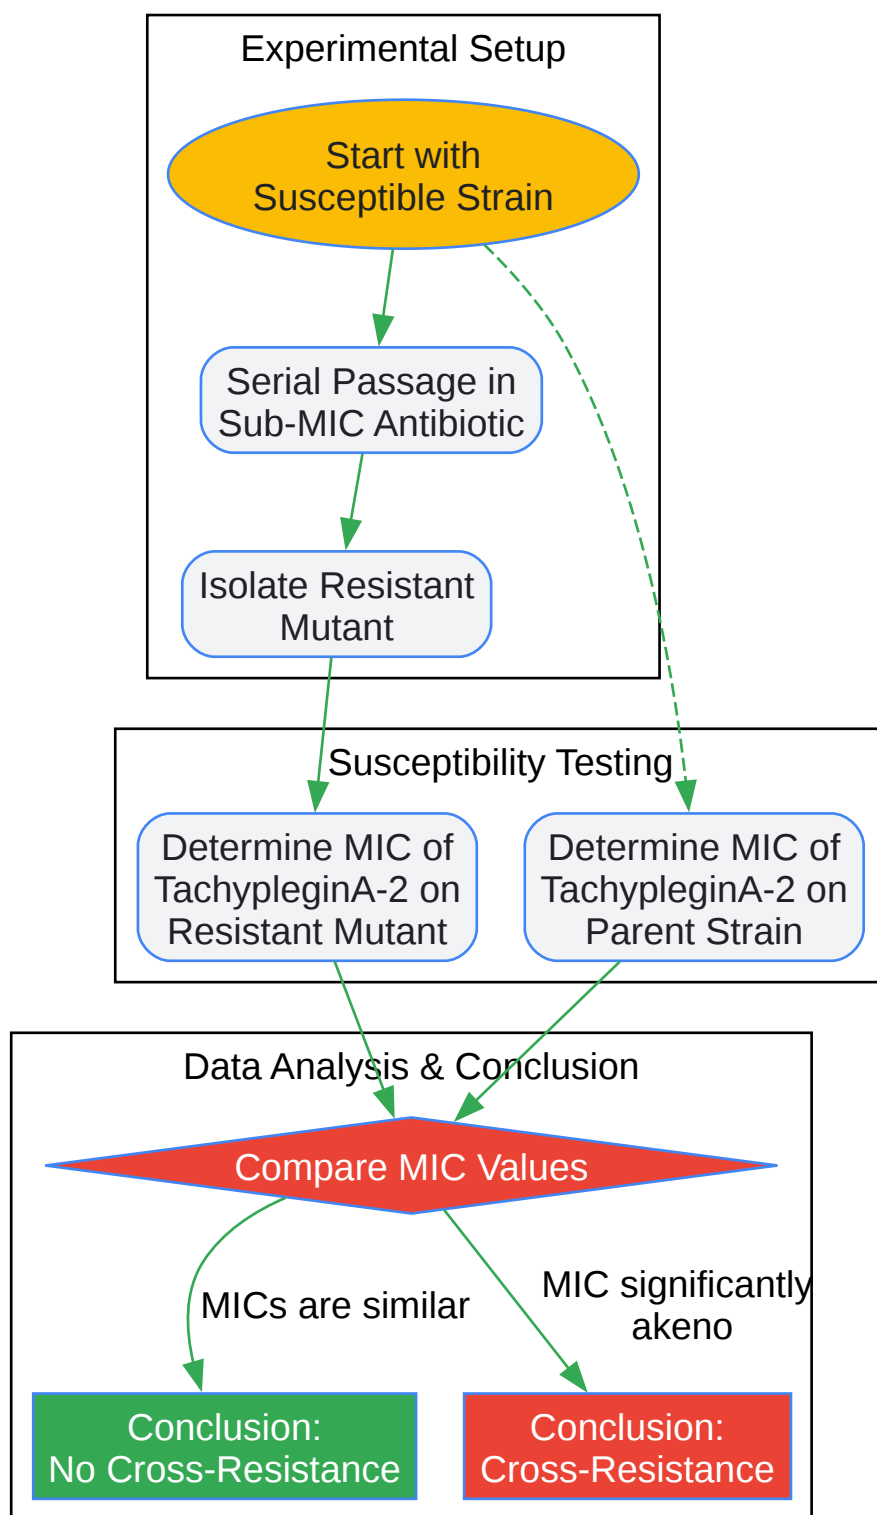 Experimental Setup
Start with
Susceptible Strain
Serial Passage in
Sub-MIC Antibiotic
Isolate Resistant
Mutant
Susceptibility Testing
Determine MIC of
TachypleginA-2 on
Resistant Mutant
Determine MIC of
TachypleginA-2 on
Parent Strain
Data Analysis & Conclusion
Compare MIC Values
MICs are similar
MIC significantly
akeno
Conclusion:
No Cross-Resistance
Conclusion:
Cross-Resistance